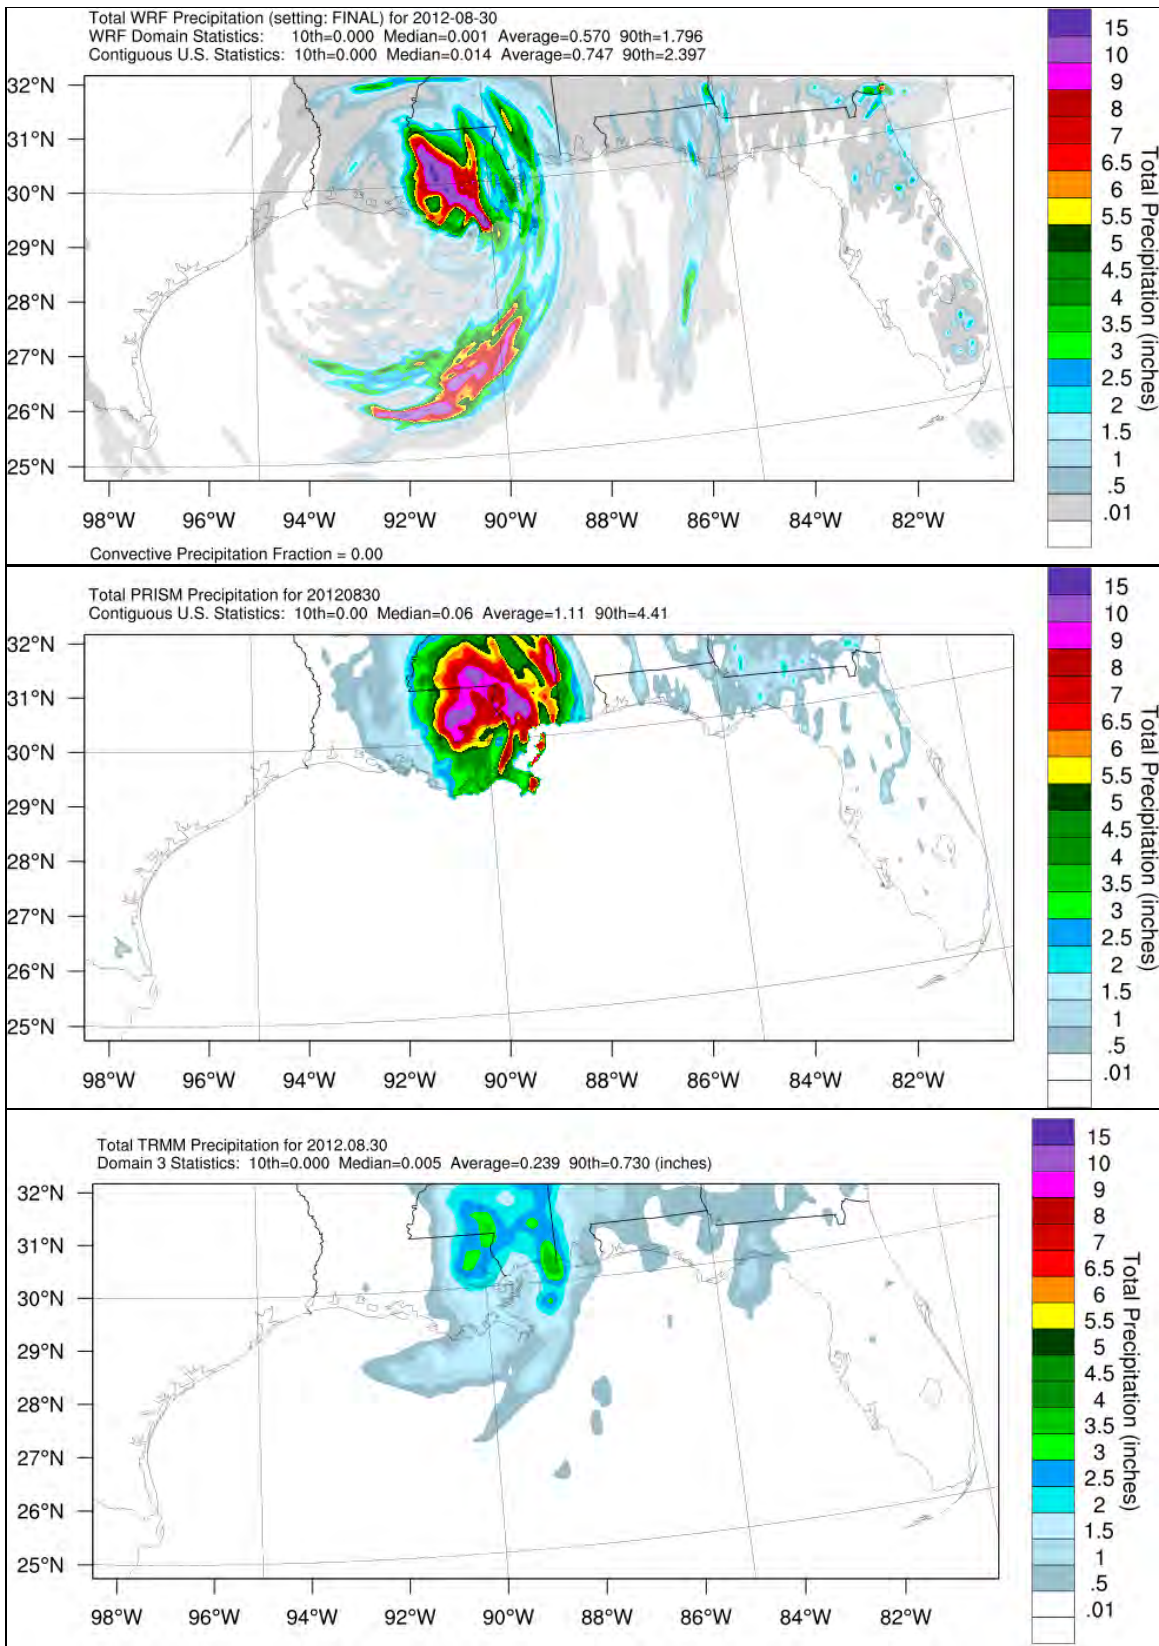 Total WRF Precipitation (setting: FINAL) for 2012-08-30
WRF Domain Statistics: 10th=0.000 Median=0.001 Average=0.570 90th=1.796
Contiguous U.S. Statistics: 10th=0.000 Median=0.014 Average=0.747 90th=2.397
32°N
31°N
30°N
29°N
28°N
27°N
26°N
25°N
98°W 96°W 94°W 92°W 90°W 88°W 86°W 84°W 82°W
Convective Precipitation Fraction = 0.00
15
10
9
8
7
6.5
6
5.5
5
4.5
4
3.5
3
2.5
2
1.5
1
.5
.01
Total Precipitation (inches)
Total PRISM Precipitation for 20120830
Contiguous U.S. Statistics: 10th=0.00 Median=0.06 Average=1.11 90th=4.41
32°N
31°N
30°N
29°N
28°N
27°N
26°N
25°N
98°W 96°W 94°W 92°W 90°W 88°W 86°W 84°W 82°W
15
10
9
8
7
6.5
6
5.5
5
4.5
4
3.5
3
2.5
2
1.5
1
.5
.01
Total Precipitation (inches)
Total TRMM Precipitation for 2012.08.30
Domain 3 Statistics: 10th=0.000 Median=0.005 Average=0.239 90th=0.730 (inches)
32°N
31°N
30°N
29°N
28°N
27°N
26°N
25°N
98°W 96°W 94°W 92°W 90°W 88°W 86°W 84°W 82°W
15
10
9
8
7
6.5
6
5.5
5
4.5
4
3.5
3
2.5
2
1.5
1
.5
.01
Total Precipitation (inches)